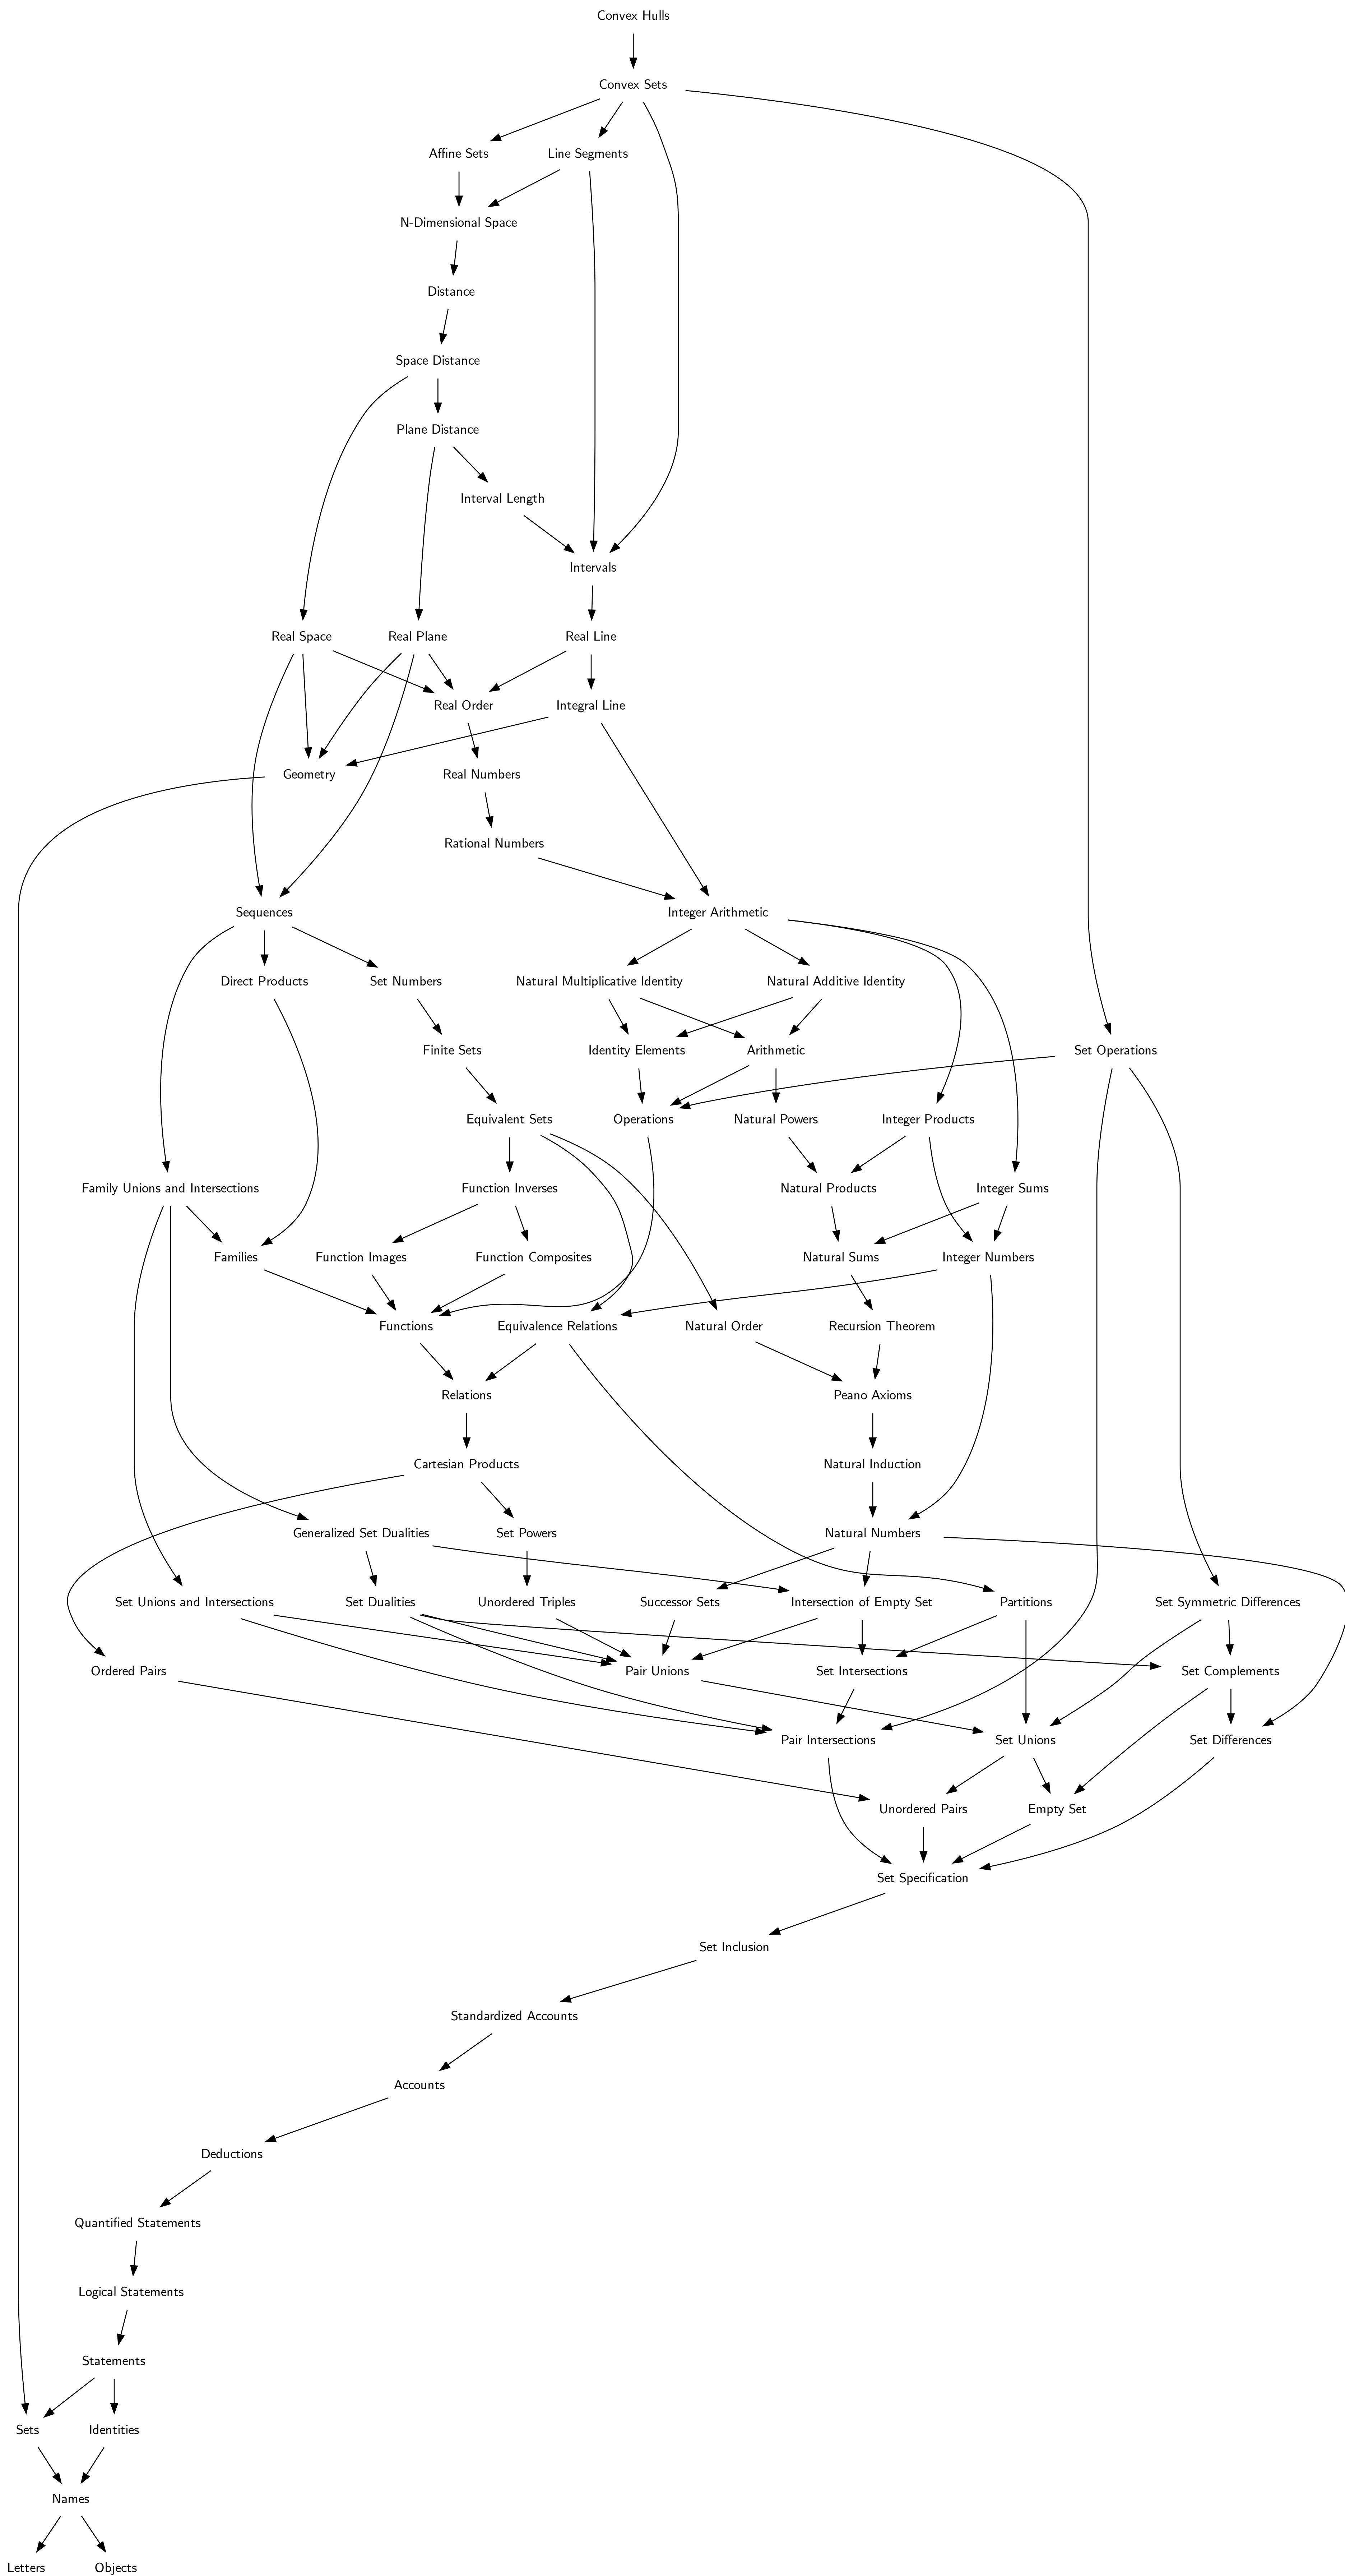 Convex Hulls
Convex Sets
Affine Sets
Line Segments
N-Dimensional Space
Distance
Space Distance
Plane Distance
Interval Length
Intervals
Real Space
Real Plane
Real Line
Real Order
Integral Line
Geometry
Real Numbers
Rational Numbers
Sequences
Integer Arithmetic
Direct Products
Set Numbers
Natural Multiplicative Identity
Natural Additive Identity
Finite Sets
Identity Elements
Arithmetic
Set Operations
Equivalent Sets
Operations
Natural Powers
Integer Products
Family Unions and Intersections
Function Inverses
Natural Products
Integer Sums
Families
Function Images
Function Composites
Natural Sums
Integer Numbers
Functions
Equivalence Relations
Natural Order
Recursion Theorem
Relations
Peano Axioms
Cartesian Products
Natural Induction
Generalized Set Dualities
Set Powers
Natural Numbers
Set Unions and Intersections
Set Dualities
Unordered Triples
Successor Sets
Intersection of Empty Set
Partitions
Set Symmetric Differences
Ordered Pairs
Pair Unions
Set Intersections
Set Complements
Pair Intersections
Set Unions
Set Differences
Unordered Pairs
Empty Set
Set Specification
Set Inclusion
Standardized Accounts
Accounts
Deductions
Quantified Statements
Logical Statements
Statements
Sets
Identities
Names
Letters
Objects